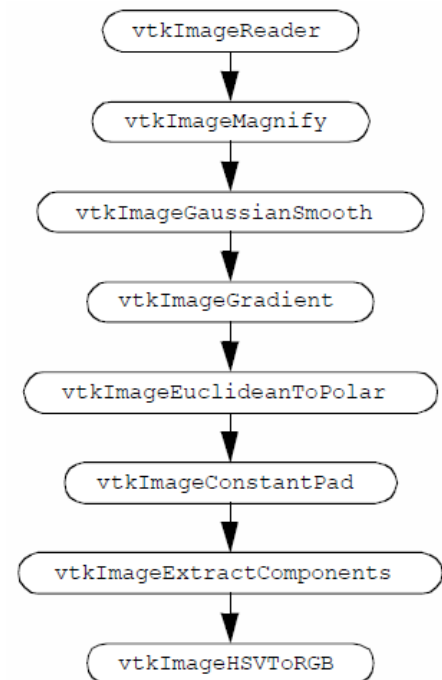 vtkImageReader
vtkImageMagnify
vtkImageGaussianSmooth
vtkImageGradient
vtkImageEuclideanToPolar
vtkImageConstantPad
vtkImageExtractComponents
vtkImageHSVToRGB